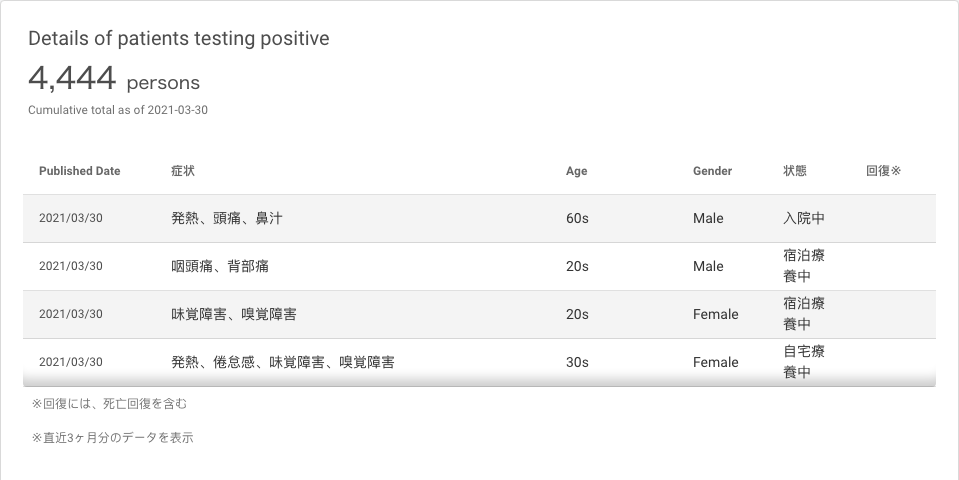 Details of patients testing positive
4,444 persons
Cumulative total as of 2021-03-30
Published Date 症状 Age Gender 状態 回復※
2021/03/30 発熱、頭痛、鼻汁 60s Male 入院中
2021/03/30 咽頭痛、背部痛 20s Male 宿泊療
養中
2021/03/30 味覚障害、嗅覚障害 20s Female 宿泊療
養中
2021/03/30 発熱、倦怠感、味覚障害、嗅覚障害 30s Female 自宅療
養中
※回復には、死亡回復を含む
※直近3ヶ月分のデータを表示